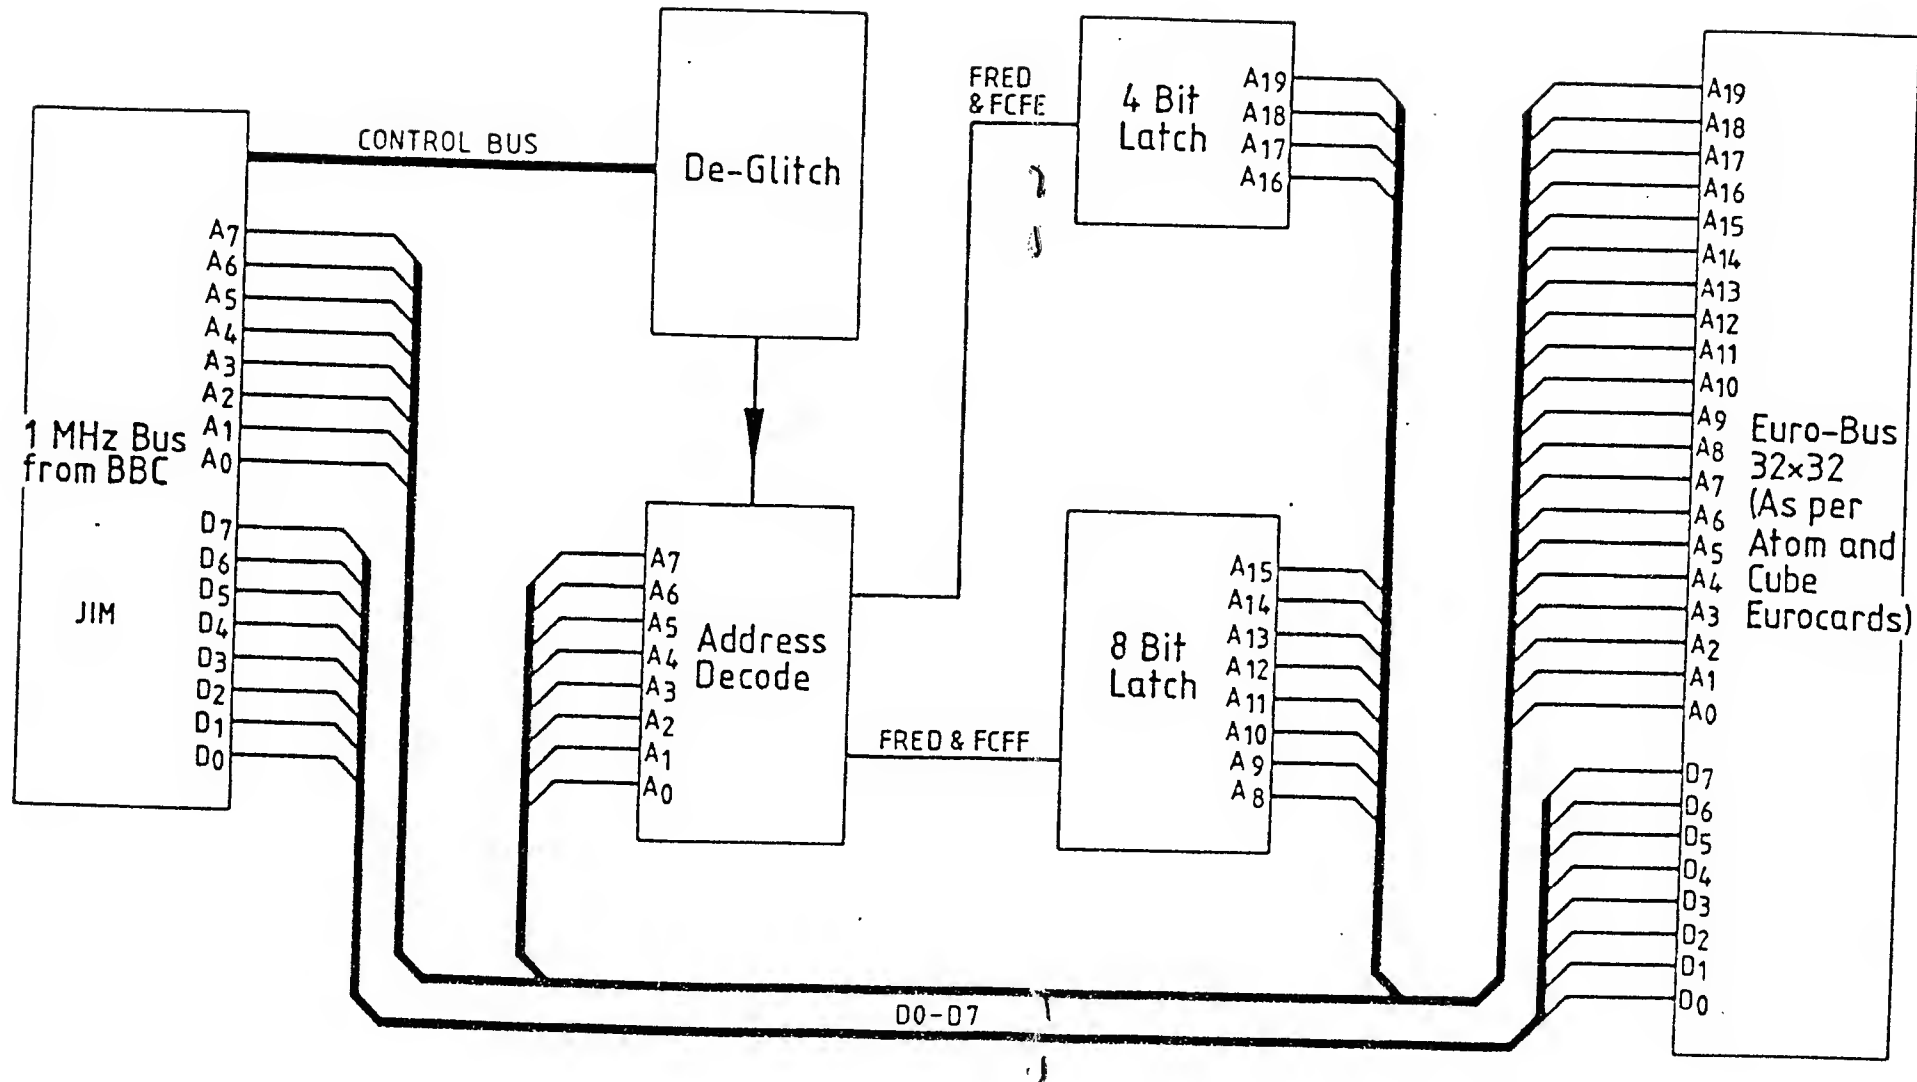 CONTROL BUS
A7
A6
A5
A4
A3
A2
A1
A0
1 MHz Bus
from BBC
D7
D6
D5
D4
D3
D2
D1
D0
JIM
De-Glitch
A7
A6
A5
A4
A3
A2
A1
A0
Address
Decode
FRED
& FCFE
FRED & FCFF
4 Bit
Latch
A19
A18
A17
A16
8 Bit
Latch
A15
A14
A13
A12
A11
A10
A9
A8
D0-D7
A19
A18
A17
A16
A15
A14
A13
A12
A11
A10
A9
A8
A7
A6
A5
A4
A3
A2
A1
A0
D7
D6
D5
D4
D3
D2
D1
D0
Euro-Bus
32x32
(As per
Atom and
Cube
Eurocards)